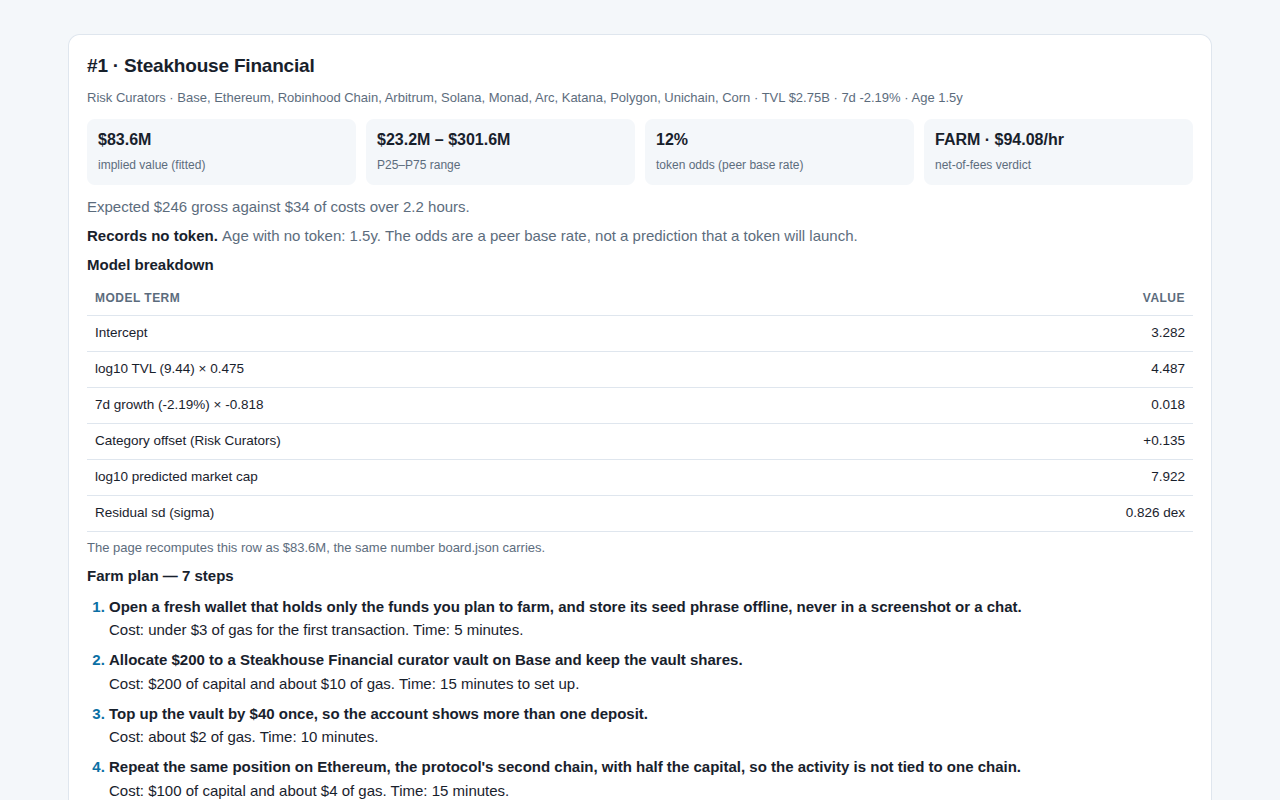 #1 · Steakhouse Financial
Risk Curators · Base, Ethereum, Robinhood Chain, Arbitrum, Solana, Monad, Arc, Katana, Polygon, Unichain, Corn · TVL $2.75B · 7d -2.19% · Age 1.5y
$83.6M
implied value (fitted)
$23.2M – $301.6M
P25–P75 range
12%
token odds (peer base rate)
FARM · $94.08/hr
net-of-fees verdict
Expected $246 gross against $34 of costs over 2.2 hours.
Records no token. Age with no token: 1.5y. The odds are a peer base rate, not a prediction that a token will launch.
Model breakdown
MODEL TERM VALUE
Intercept 3.282
log10 TVL (9.44) × 0.475 4.487
7d growth (-2.19%) × -0.818 0.018
Category offset (Risk Curators) +0.135
log10 predicted market cap 7.922
Residual sd (sigma) 0.826 dex
The page recomputes this row as $83.6M, the same number board.json carries.
Farm plan — 7 steps
1. Open a fresh wallet that holds only the funds you plan to farm, and store its seed phrase offline, never in a screenshot or a chat.
Cost: under $3 of gas for the first transaction. Time: 5 minutes.
2. Allocate $200 to a Steakhouse Financial curator vault on Base and keep the vault shares.
Cost: $200 of capital and about $10 of gas. Time: 15 minutes to set up.
3. Top up the vault by $40 once, so the account shows more than one deposit.
Cost: about $2 of gas. Time: 10 minutes.
4. Repeat the same position on Ethereum, the protocol's second chain, with half the capital, so the activity is not tied to one chain.
Cost: $100 of capital and about $4 of gas. Time: 15 minutes.